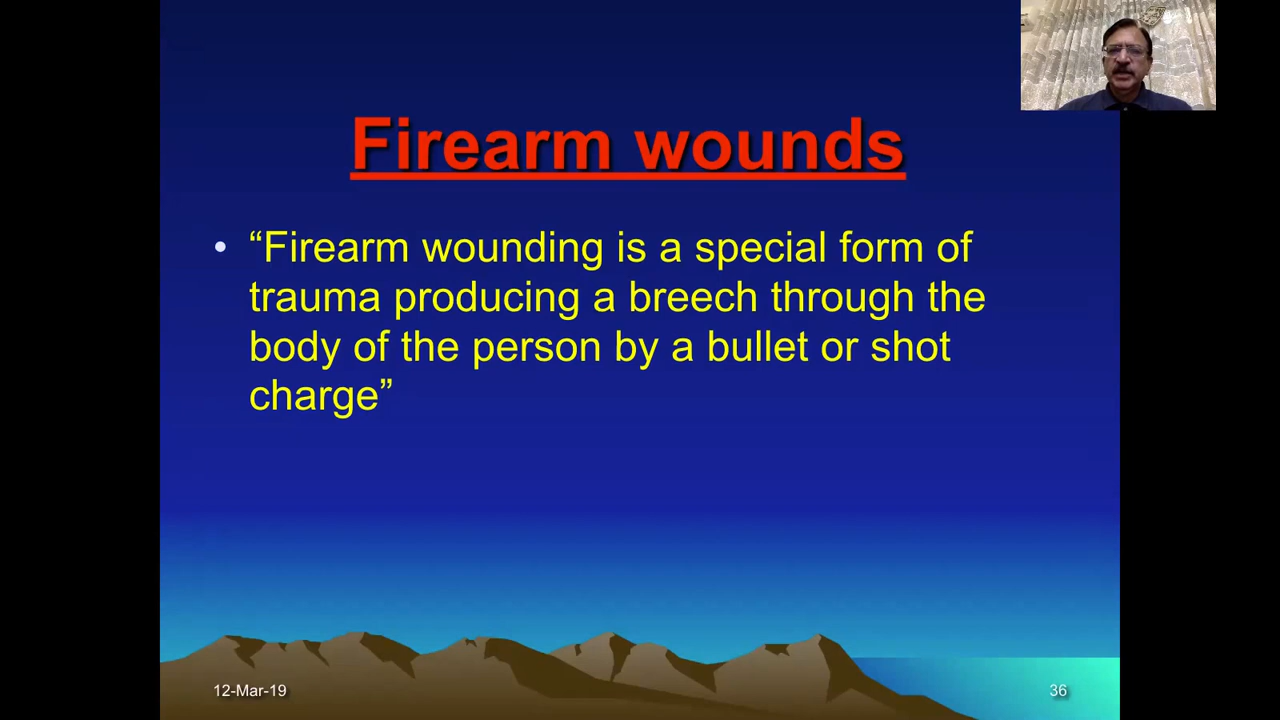 Firearm wounds
• “Firearm wounding is a special form of
trauma producing a breech through the
body of the person by a bullet or shot
charge”
12-Mar-19
36